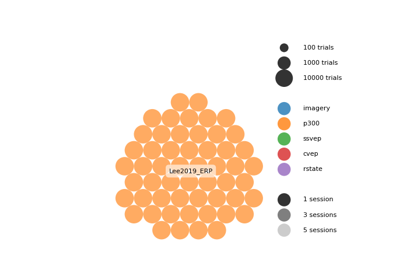 100 trials
1000 trials
10000 trials
imagery
p300
Lee2019_ERP
ssvep
cvep
rstate
1 session
3 sessions
5 sessions